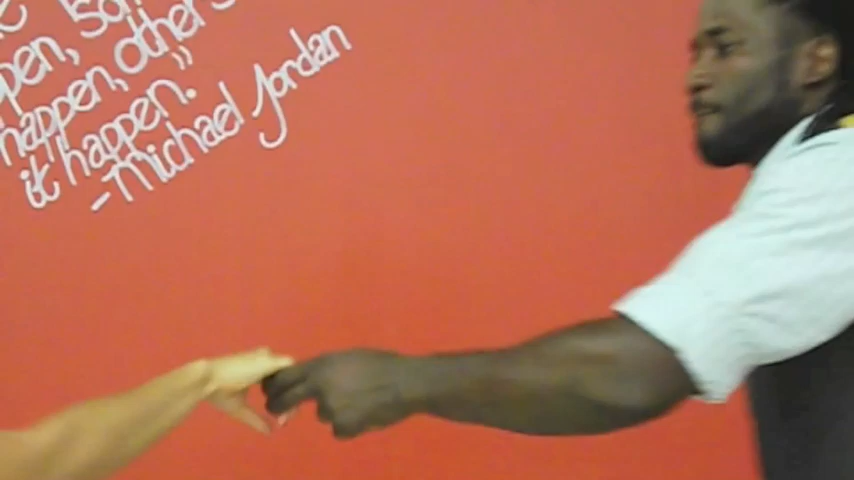 pen,
happen, others
it happen."
-Michael Jordan